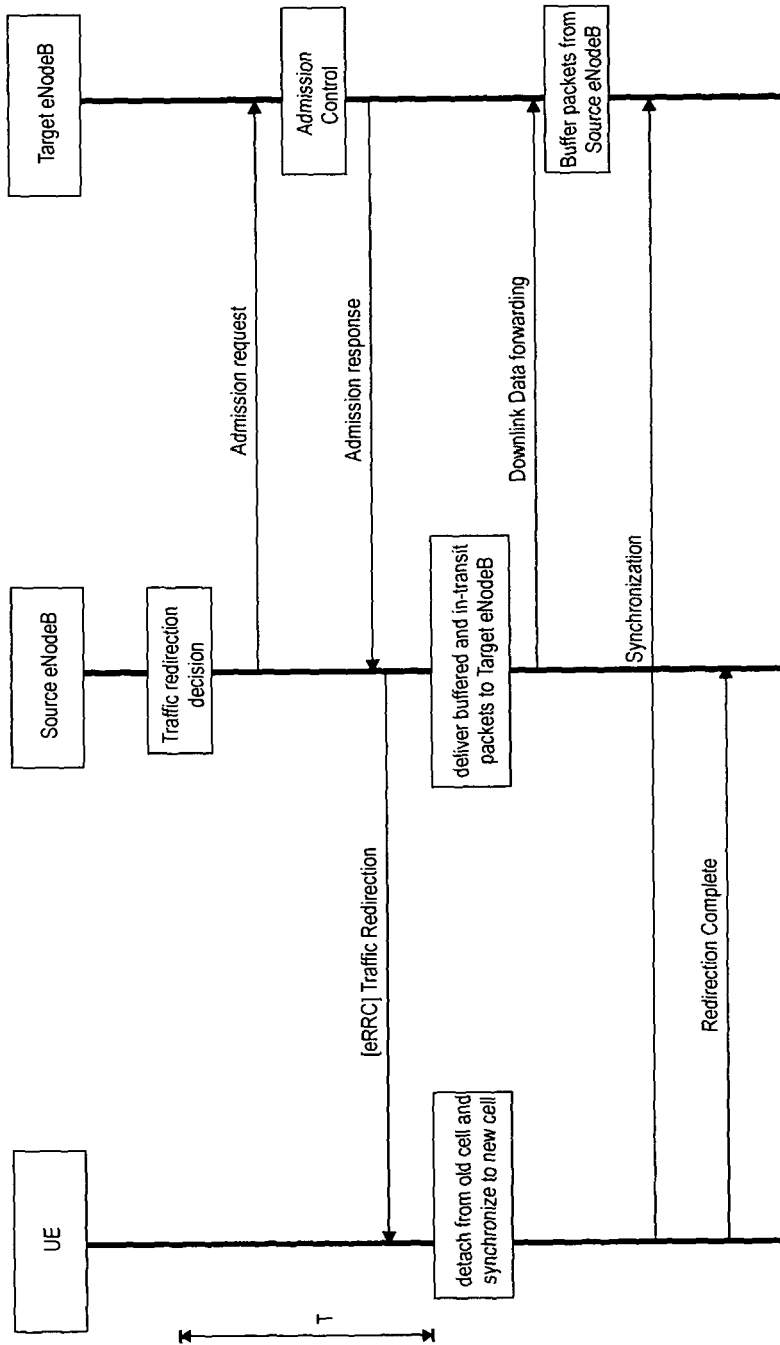 UE
Source eNodeB
Target eNodeB
Traffic redirection
decision
Admission request
Admission
Control
Admission response
[eRRC] Traffic Redirection
T
detach from old cell and
synchronize to new cell
deliver buffered and in-transit
packets to Target eNodeB
Downlink Data forwarding
Buffer packets from
Source eNodeB
Synchronization
Redirection Complete